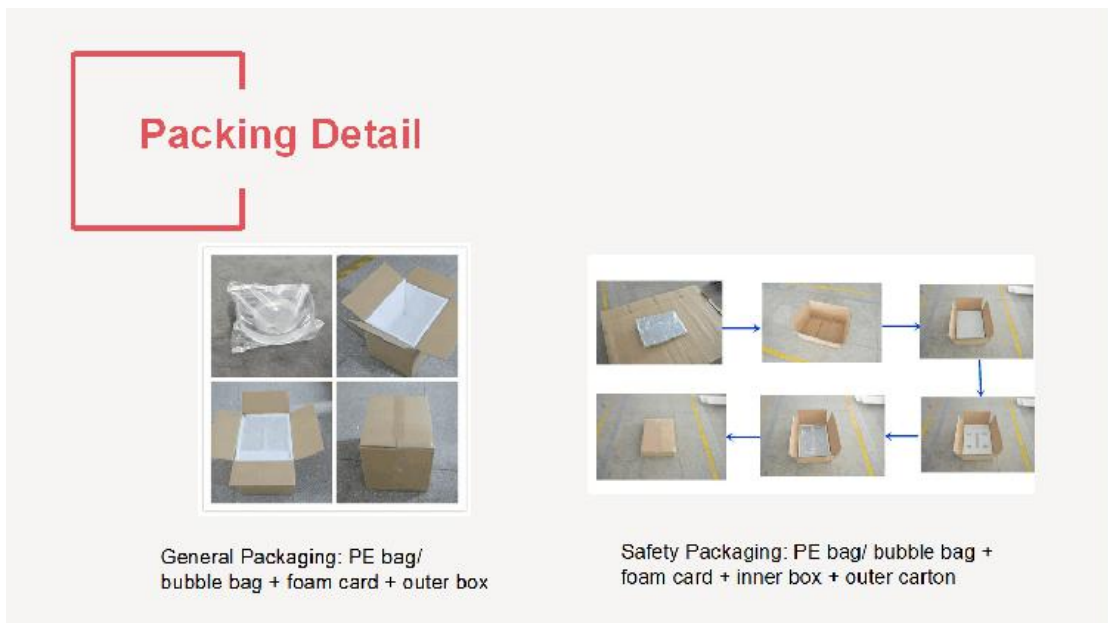 Packing Detail
General Packaging: PE bag/
bubble bag + foam card + outer box
Safety Packaging: PE bag/ bubble bag +
foam card + inner box + outer carton